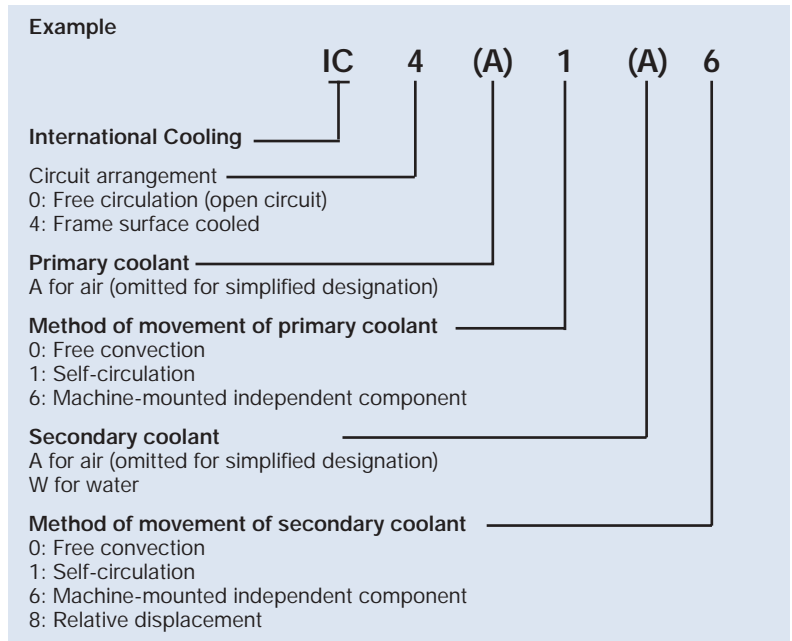 Example
IC 4 (A) 1 (A) 6
International Cooling
Circuit arrangement
0: Free circulation (open circuit)
4: Frame surface cooled
Primary coolant
A for air (omitted for simplified designation)
Method of movement of primary coolant
0: Free convection
1: Self-circulation
6: Machine-mounted independent component
Secondary coolant
A for air (omitted for simplified designation)
W for water
Method of movement of secondary coolant
0: Free convection
1: Self-circulation
6: Machine-mounted independent component
8: Relative displacement